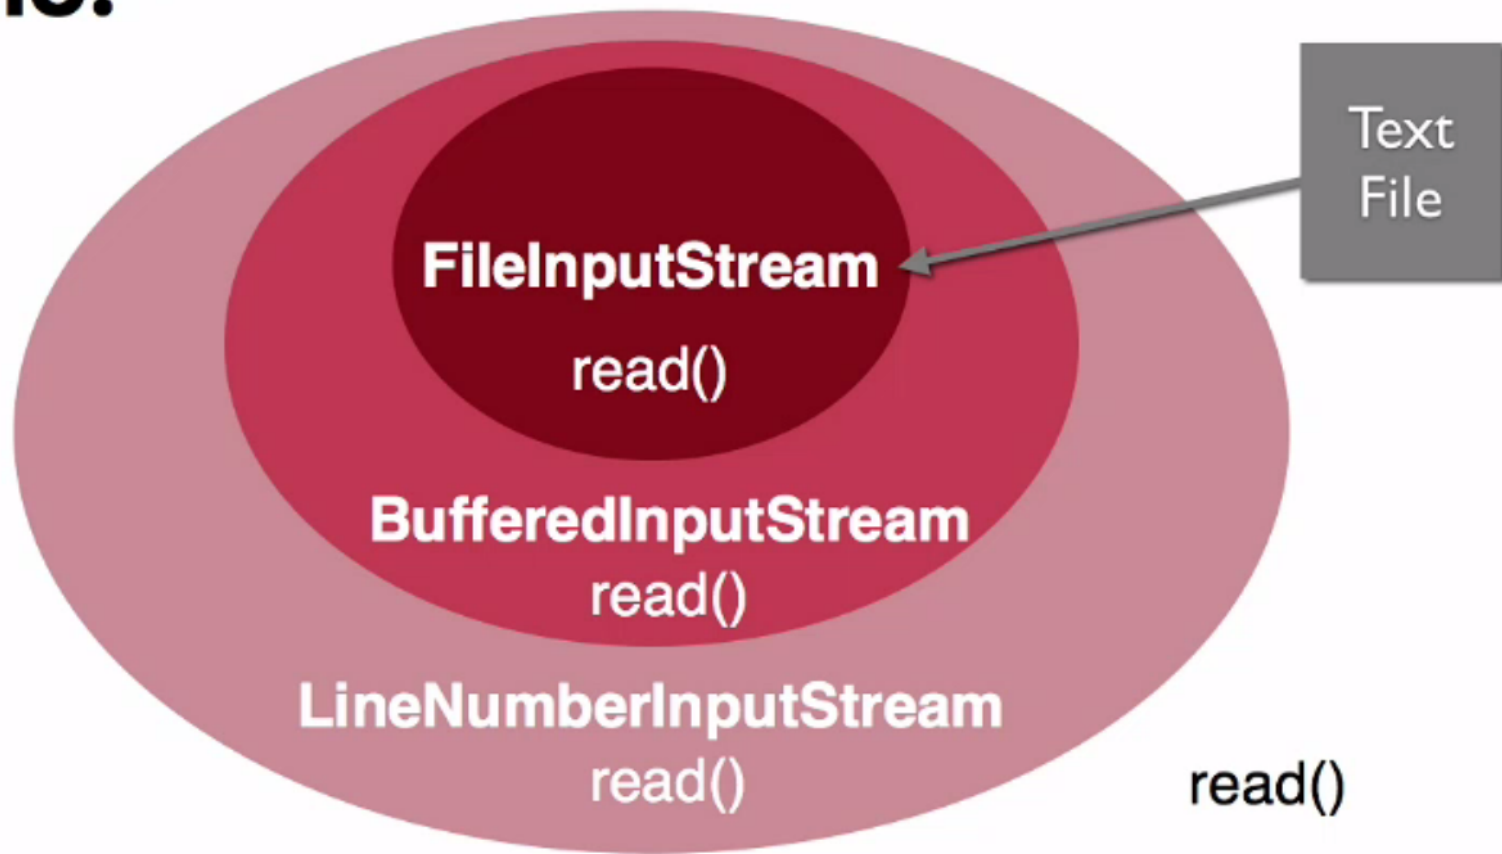 Text
File
FileInputStream
read()
BufferedInputStream
read()
LineNumberInputStream
read()
read()